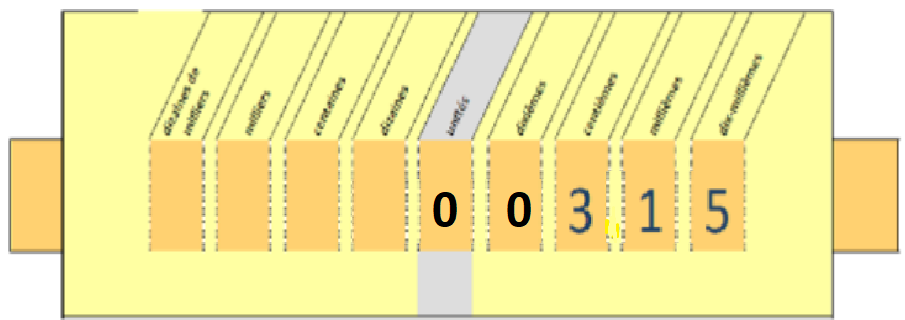 dizaines de milliers
milliers
centaines
dizaines
unités
dixièmes
centièmes
millièmes
dix-millièmes
0 0 3 1 5